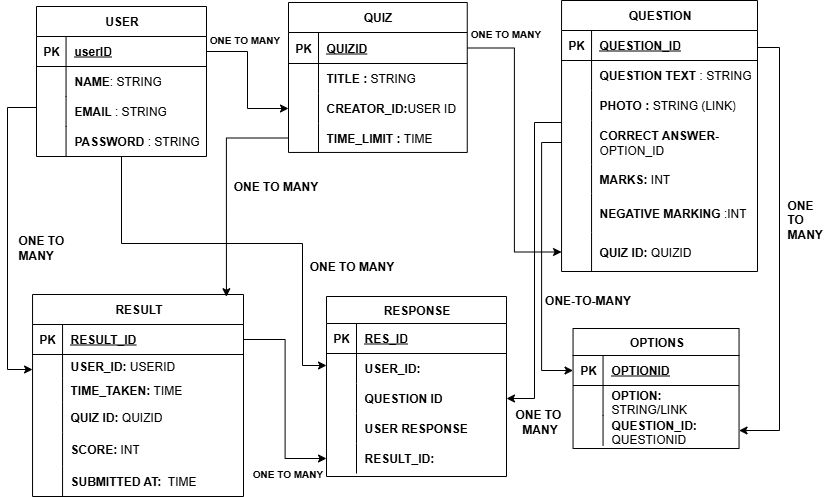 USER
PK userID
NAME: STRING
EMAIL : STRING
PASSWORD : STRING
ONE TO MANY
QUIZ
PK QUIZID
TITLE : STRING
CREATOR_ID:USER ID
TIME_LIMIT : TIME
ONE TO MANY
QUESTION
PK QUESTION_ID
QUESTION TEXT : STRING
PHOTO : STRING (LINK)
CORRECT ANSWER-
OPTION_ID
MARKS: INT
NEGATIVE MARKING :INT
QUIZ ID: QUIZID
ONE TO MANY
ONE
TO
MANY
ONE TO
MANY
ONE TO MANY
ONE-TO-MANY
RESULT
PK RESULT_ID
USER_ID: USERID
TIME_TAKEN: TIME
QUIZ ID: QUIZID
SCORE: INT
SUBMITTED AT: TIME
ONE TO MANY
RESPONSE
PK RES_ID
USER_ID:
QUESTION ID
USER RESPONSE
RESULT_ID:
ONE TO
MANY
OPTIONS
PK OPTIONID
OPTION:
STRING/LINK
QUESTION_ID:
QUESTIONID